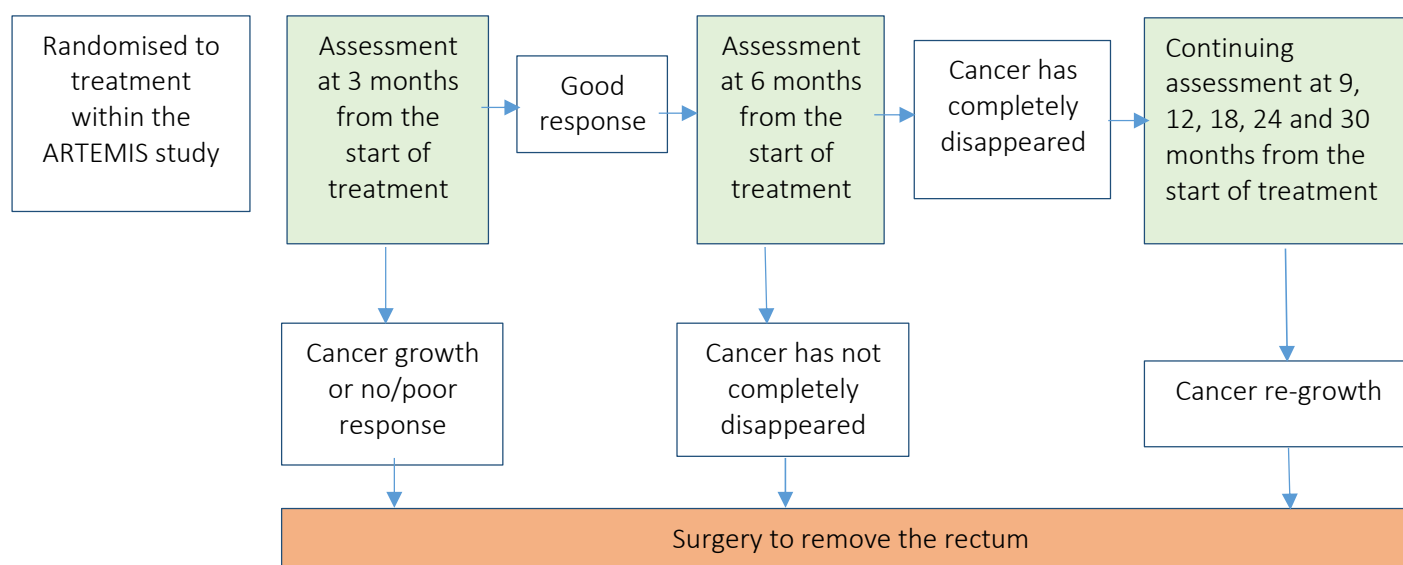 Randomised to
treatment
within the
ARTEMIS study
Assessment
at 3 months
from the
start of
treatment
Good
response
Assessment
at 6 months
from the
start of
treatment
Cancer has
completely
disappeared
Continuing
assessment at 9,
12, 18, 24 and 30
months from the
start of treatment
Cancer growth
or no/poor
response
Cancer has not
completely
disappeared
Cancer re-growth
Surgery to remove the rectum